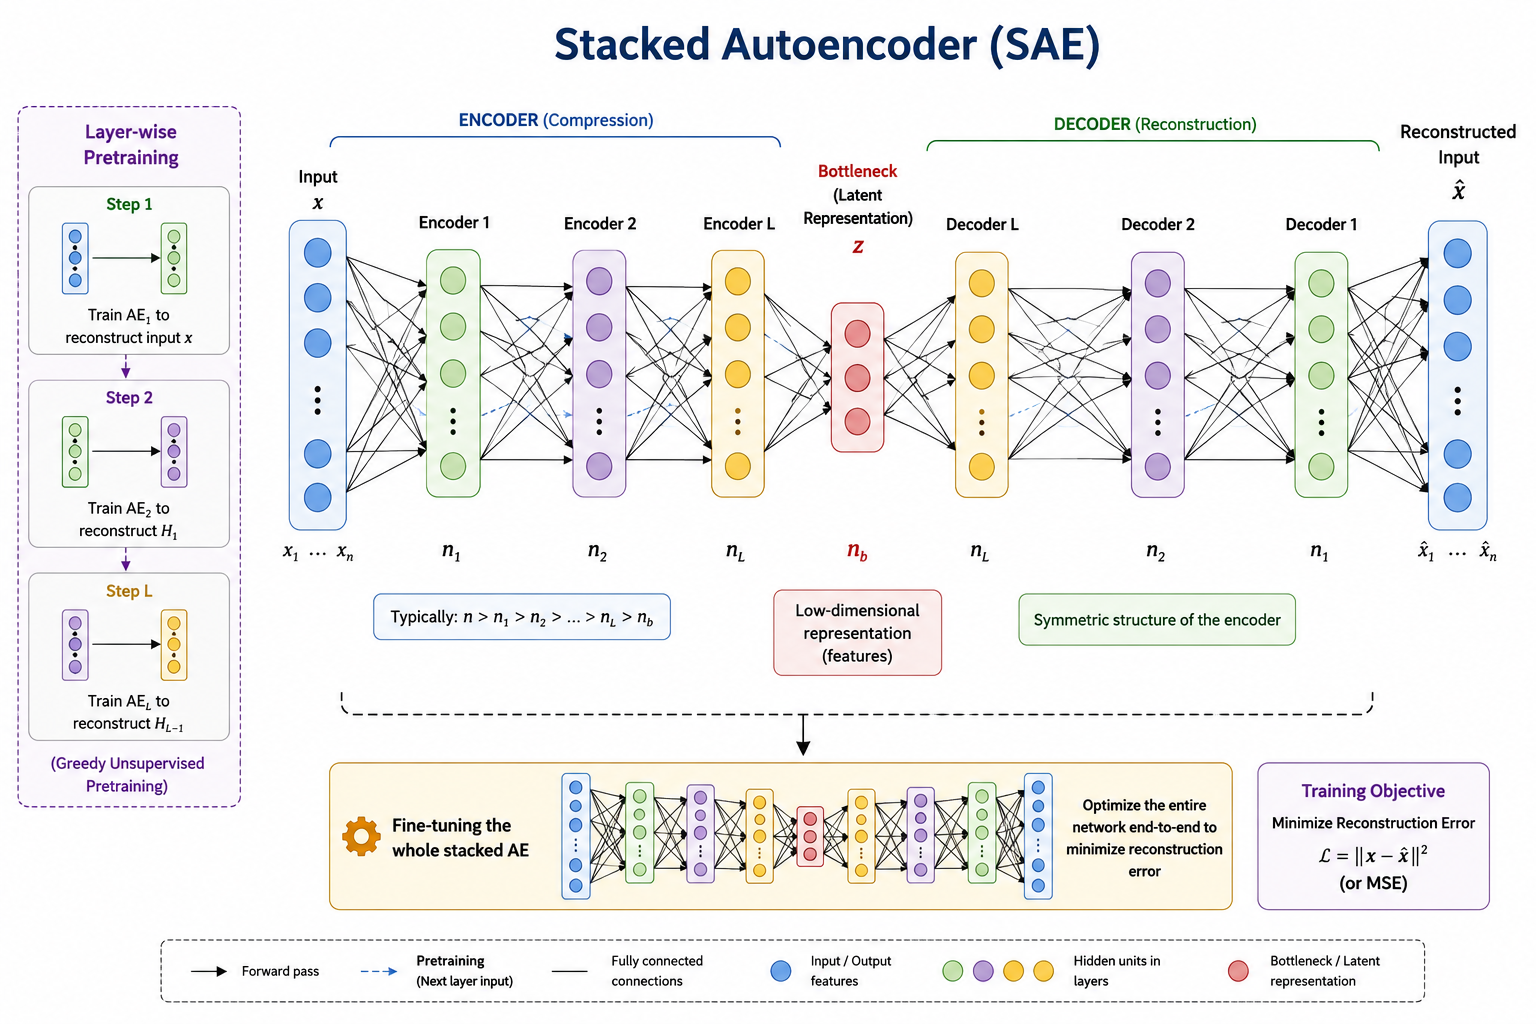 Stacked Autoencoder (SAE)
Layer-wise
Pretraining
Step 1
Train AE₁ to
reconstruct input x
Step 2
Train AE₂ to
reconstruct H₁
Step L
Train AE_L to
reconstruct H_{L−1}
(Greedy Unsupervised
Pretraining)
ENCODER (Compression)
DECODER (Reconstruction)
Input
x
Encoder 1
Encoder 2
Encoder L
Bottleneck
(Latent
Representation)
z
Decoder L
Decoder 2
Decoder 1
Reconstructed
Input
x̂
x₁ ... xₙ
n₁
n₂
n_L
n_b
n_L
n₂
n₁
x̂₁ ... x̂ₙ
Typically: n > n₁ > n₂ > ... > n_L > n_b
Low-dimensional
representation
(features)
Symmetric structure of the encoder
Fine-tuning the
whole stacked AE
Optimize the entire
network end-to-end to
minimize reconstruction
error
Training Objective
Minimize Reconstruction Error
ℒ = ‖x − x̂‖²
(or MSE)
Forward pass
Pretraining
(Next layer input)
Fully connected
connections
Input / Output
features
Hidden units in
layers
Bottleneck / Latent
representation